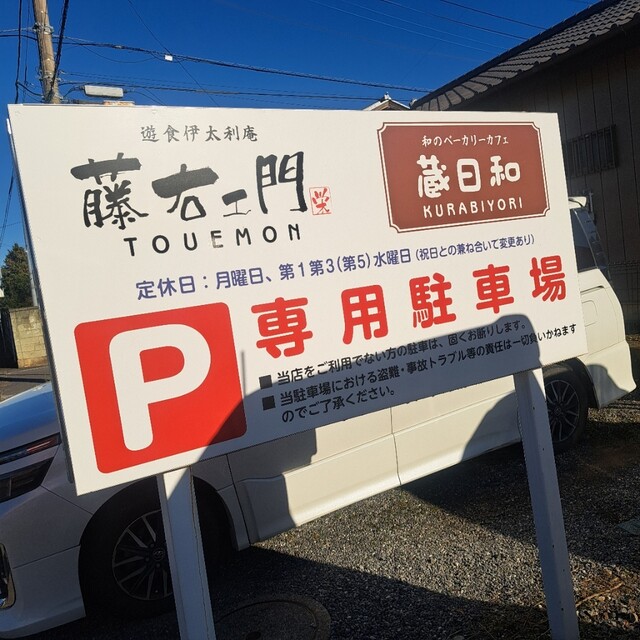 遊食伊太利庵
藤右エ門
TOUEMON
和のベーカリーカフェ
蔵日和
KURABIYORI
定休日：月曜日、第1第3(第5)水曜日(祝日との兼ね合いて変更あり)
P 専用駐車場
■ 当店をご利用でない方の駐車は、固くお断りします。
■ 当駐車場における盗難・事故トラブル等の責任は一切負いかねます
のでご了承ください。